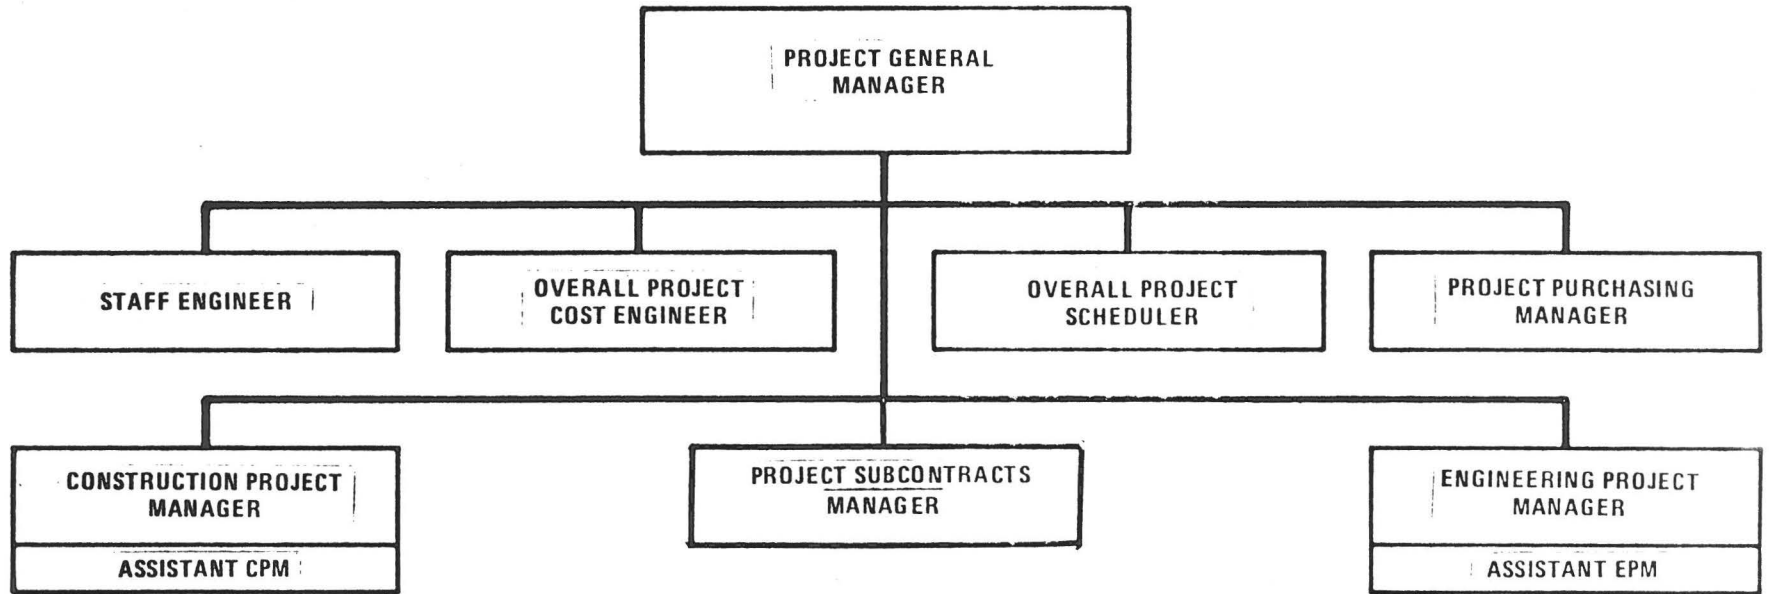 PROJECT GENERAL
MANAGER
STAFF ENGINEER
OVERALL PROJECT
COST ENGINEER
OVERALL PROJECT
SCHEDULER
PROJECT PURCHASING
MANAGER
CONSTRUCTION PROJECT
MANAGER
ASSISTANT CPM
PROJECT SUBCONTRACTS
MANAGER
ENGINEERING PROJECT
MANAGER
ASSISTANT EPM